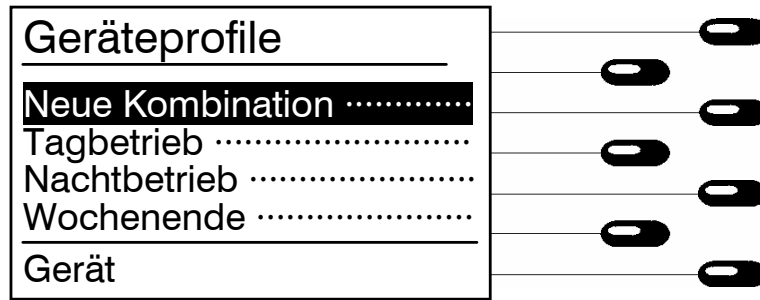 Geräteprofile
Neue Kombination .............
Tagbetrieb ..........................
Nachtbetrieb .......................
Wochenende ......................
Gerät